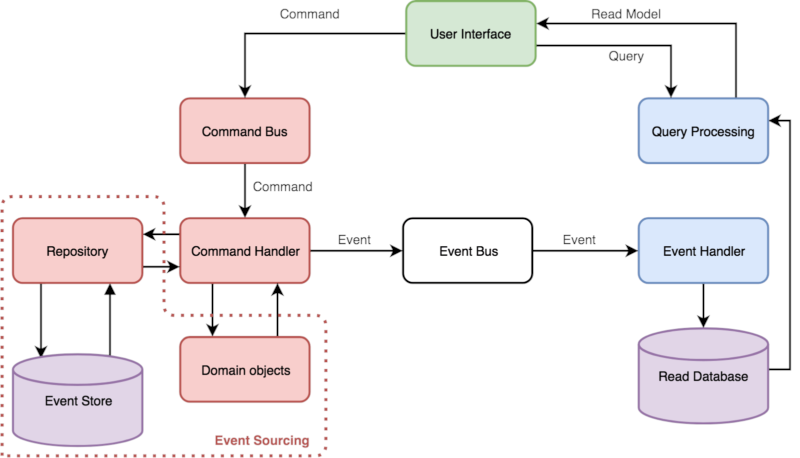 Command
Read Model
User Interface
Query
Command Bus
Query Processing
Command
Repository
Command Handler
Event
Event Bus
Event
Event Handler
Domain objects
Read Database
Event Store
Event Sourcing